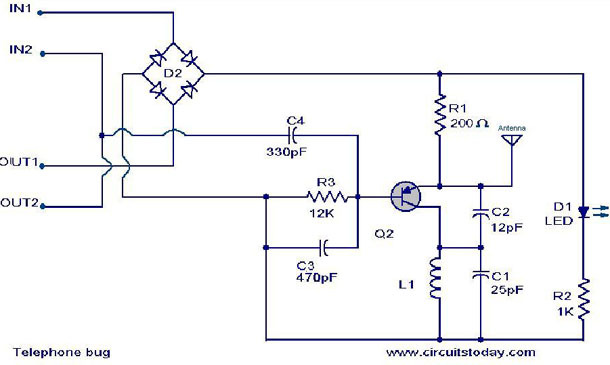 IN1
IN2
D2
C4
330pF
R1
200Ω
Antenna
OUT1
R3
12K
OUT2
Q2
C2
12pF
D1
LED
C3
470pF
L1
C1
25pF
R2
1K
Telephone bug
www.circuitstoday.com